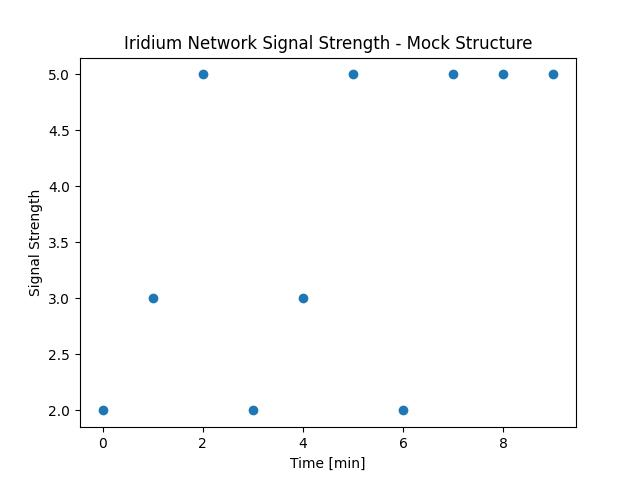 Iridium Network Signal Strength - Mock Structure
5.0
4.5
4.0
3.5
3.0
2.5
2.0
Signal Strength
0 2 4 6 8
Time [min]